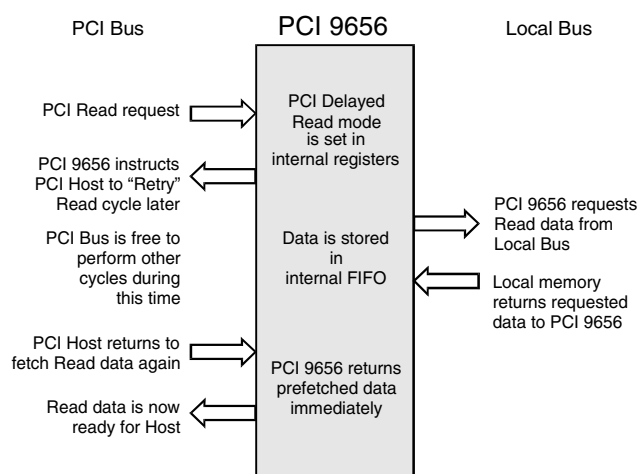 PCI Bus
PCI 9656
Local Bus
PCI Read request
PCI Delayed
Read mode
is set in
internal registers
PCI 9656 instructs
PCI Host to “Retry”
Read cycle later
PCI 9656 requests
Read data from
Local Bus
PCI Bus is free to
perform other
cycles during
this time
Data is stored
in
internal FIFO
Local memory
returns requested
data to PCI 9656
PCI Host returns to
fetch Read data again
PCI 9656 returns
prefetched data
immediately
Read data is now
ready for Host